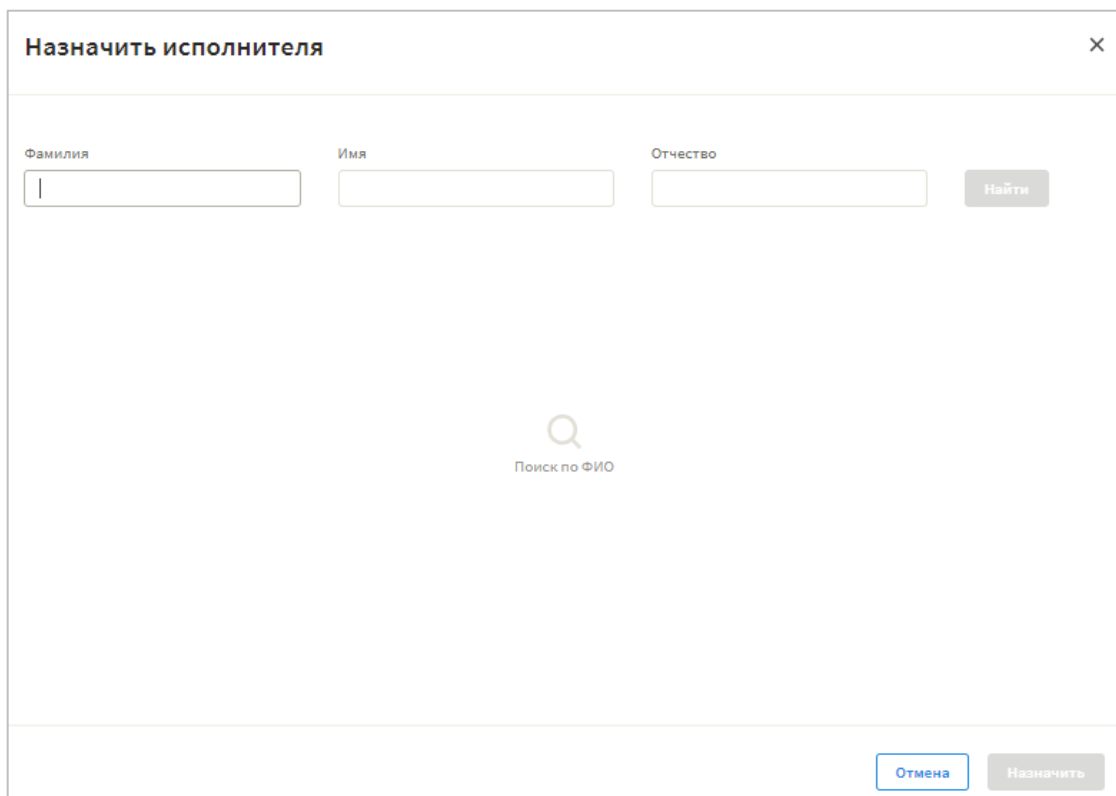 Назначить исполнителя
Фамилия Имя Отчество
Найти
Поиск по ФИО
Отмена Назначить